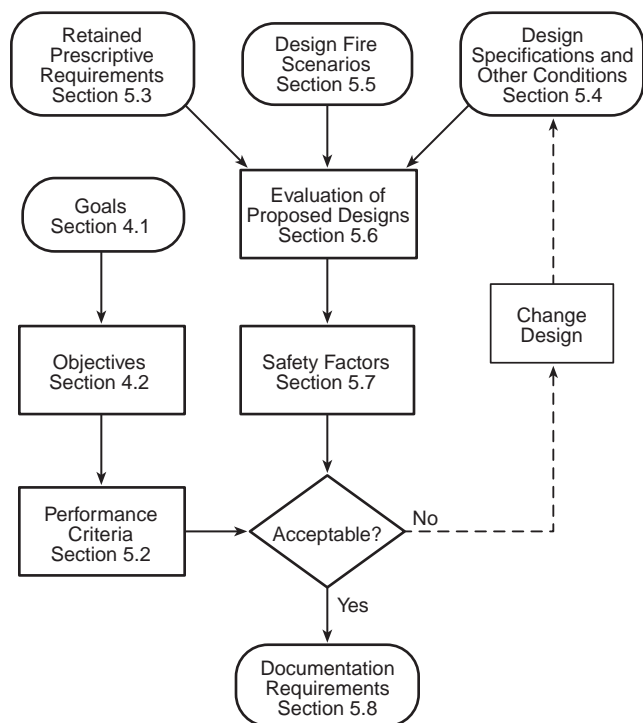 Retained
Prescriptive
Requirements
Section 5.3
Design Fire
Scenarios
Section 5.5
Design
Specifications and
Other Conditions
Section 5.4
Goals
Section 4.1
Evaluation of
Proposed Designs
Section 5.6
Change
Design
Objectives
Section 4.2
Safety Factors
Section 5.7
Performance
Criteria
Section 5.2
Acceptable?
No
Yes
Documentation
Requirements
Section 5.8